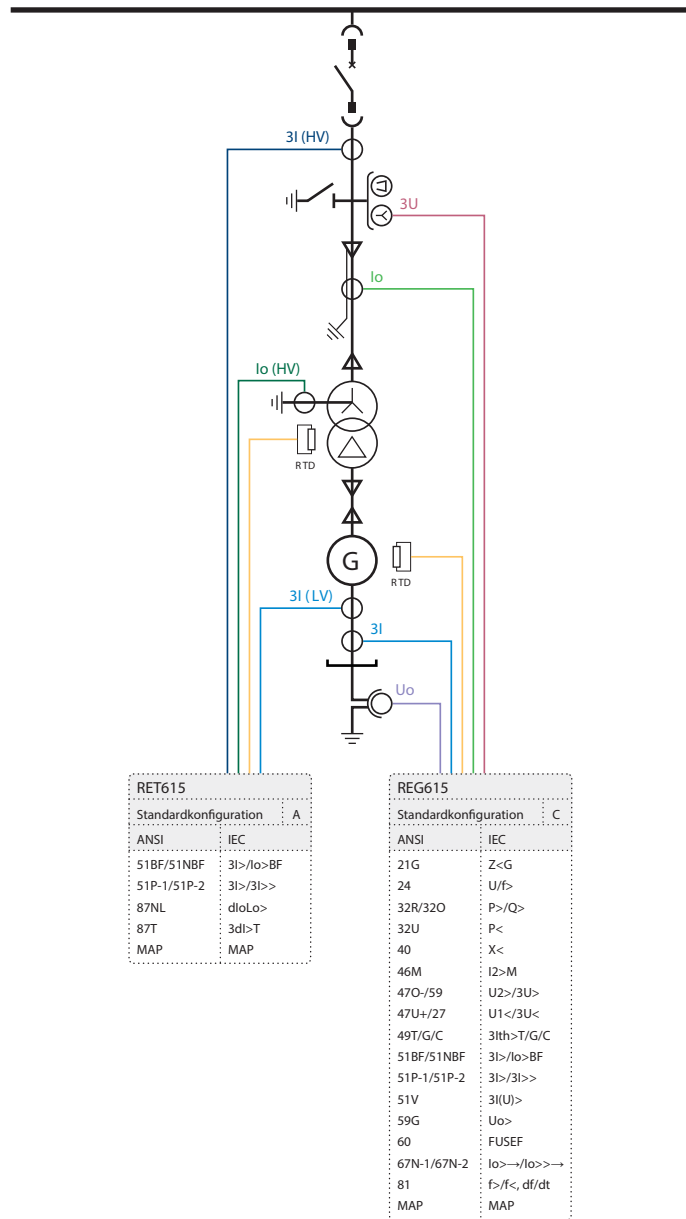 3I (HV)
3U
Io
Io (HV)
RTD
G
RTD
3I (LV)
3I
Uo
RET615
Standardkonfiguration A
ANSI IEC
51BF/51NBF 3I>/Io>BF
51P-1/51P-2 3I>/3I>>
87NL dIoLo>
87T 3dI>T
MAP MAP
REG615
Standardkonfiguration C
ANSI IEC
21G Z<G
24 U/f>
32R/32O P>/Q>
32U P<
40 X<
46M I2>M
47O-/59 U2>/3U>
47U+/27 U1</3U<
49T/G/C 3Ith>T/G/C
51BF/51NBF 3I>/Io>BF
51P-1/51P-2 3I>/3I>>
51V 3I(U)>
59G Uo>
60 FUSEF
67N-1/67N-2 Io>→/Io>>→
81 f>/f<, df/dt
MAP MAP